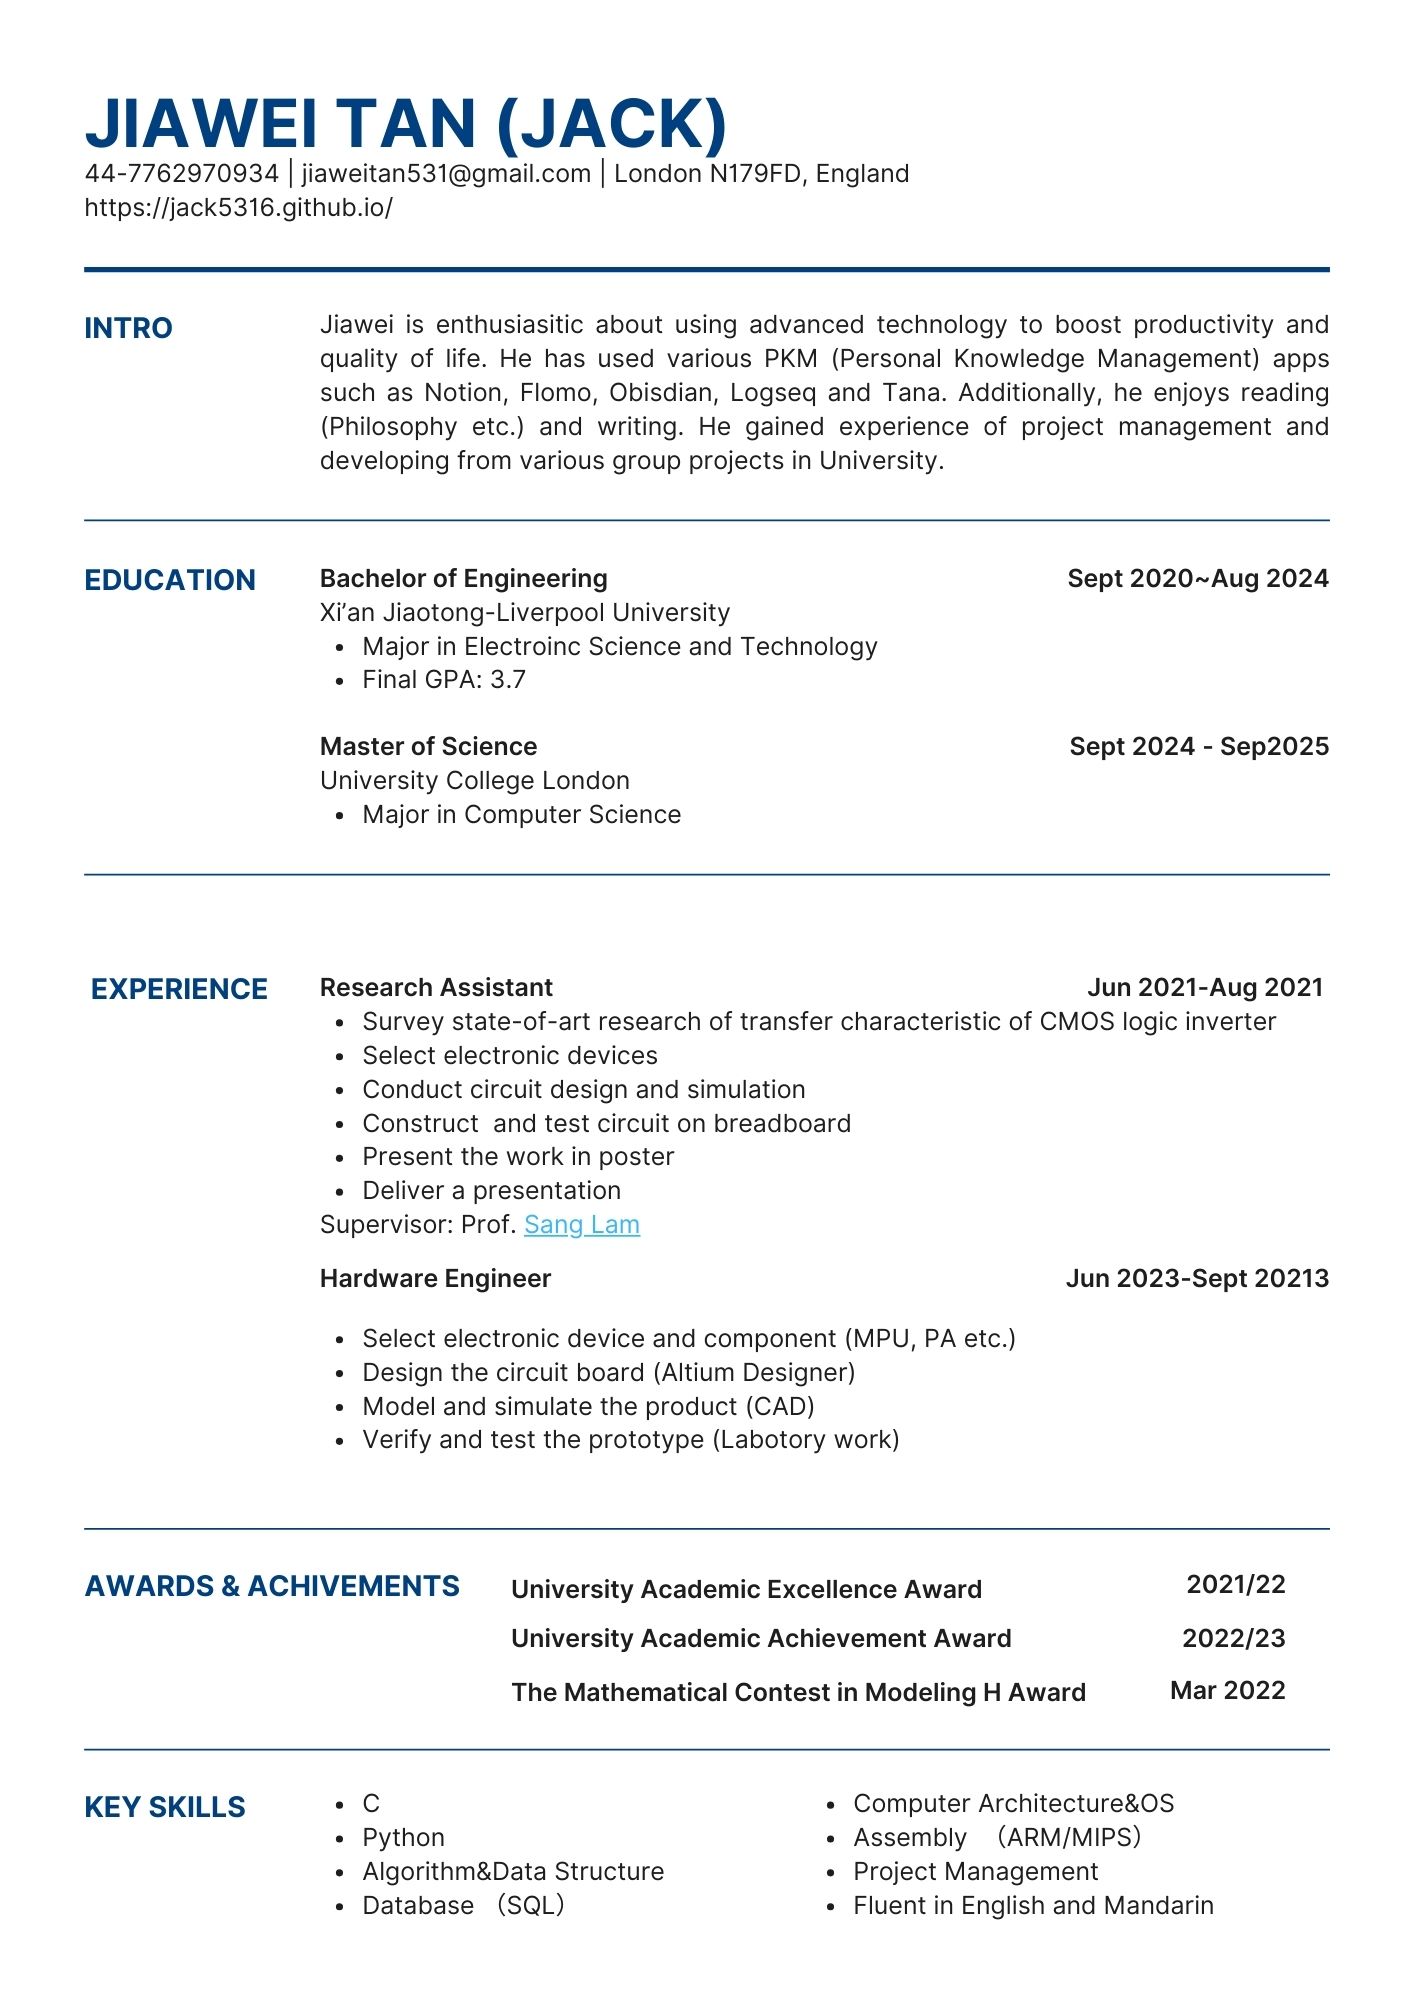 JIAWEI TAN (JACK)
44-7762970934 | jiaweitan531@gmail.com | London N179FD, England
https://jack5316.github.io/
INTRO
Jiawei is enthusiasitic about using advanced technology to boost productivity and
quality of life. He has used various PKM (Personal Knowledge Management) apps
such as Notion, Flomo, Obisdian, Logseq and Tana. Additionally, he enjoys reading
(Philosophy etc.) and writing. He gained experience of project management and
developing from various group projects in University.
EDUCATION
Bachelor of Engineering Sept 2020~Aug 2024
Xi’an Jiaotong-Liverpool University
• Major in Electroinc Science and Technology
• Final GPA: 3.7
Master of Science Sept 2024 - Sep2025
University College London
• Major in Computer Science
EXPERIENCE
Research Assistant Jun 2021-Aug 2021
• Survey state-of-art research of transfer characteristic of CMOS logic inverter
• Select electronic devices
• Conduct circuit design and simulation
• Construct  and test circuit on breadboard
• Present the work in poster
• Deliver a presentation
Supervisor: Prof. Sang Lam
Hardware Engineer Jun 2023-Sept 20213
• Select electronic device and component (MPU, PA etc.)
• Design the circuit board (Altium Designer)
• Model and simulate the product (CAD)
• Verify and test the prototype (Labotory work)
AWARDS & ACHIVEMENTS
University Academic Excellence Award 2021/22
University Academic Achievement Award 2022/23
The Mathematical Contest in Modeling H Award Mar 2022
KEY SKILLS
• C
• Python
• Algorithm&Data Structure
• Database （SQL）
• Computer Architecture&OS
• Assembly （ARM/MIPS）
• Project Management
• Fluent in English and Mandarin